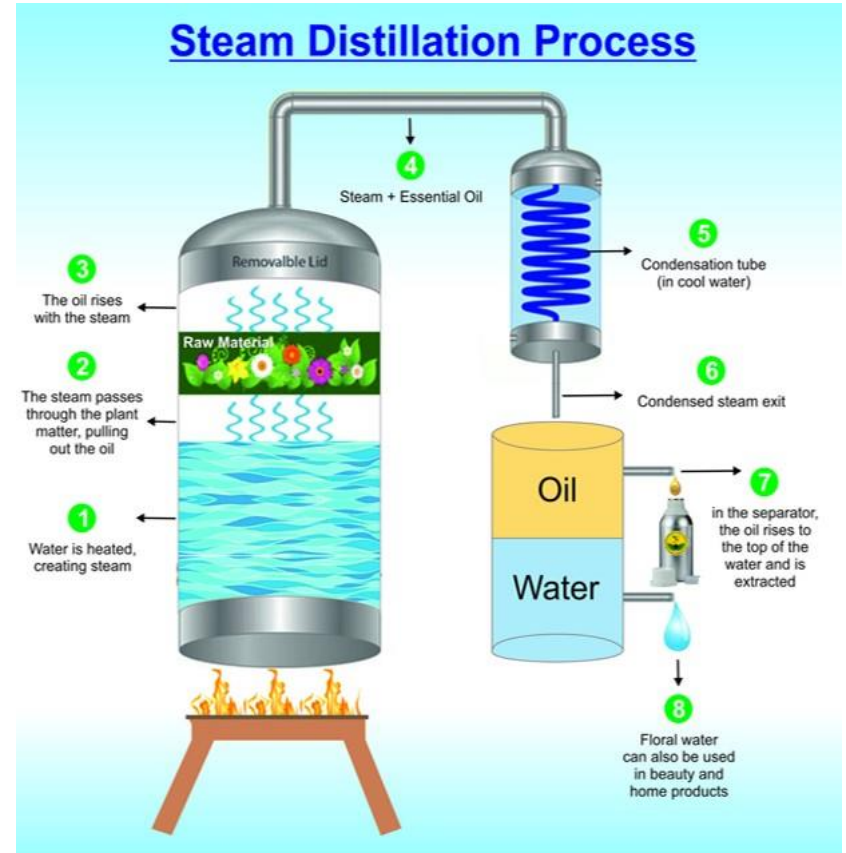 Steam Distillation Process
4
Steam + Essential Oil
Removalble Lid
3
The oil rises
with the steam
Raw Material
2
The steam passes
through the plant
matter, pulling
out the oil
1
Water is heated,
creating steam
5
Condensation tube
(in cool water)
6
Condensed steam exit
Oil
Water
7
in the separator,
the oil rises to
the top of the
water and is
extracted
8
Floral water
can also be used
in beauty and
home products